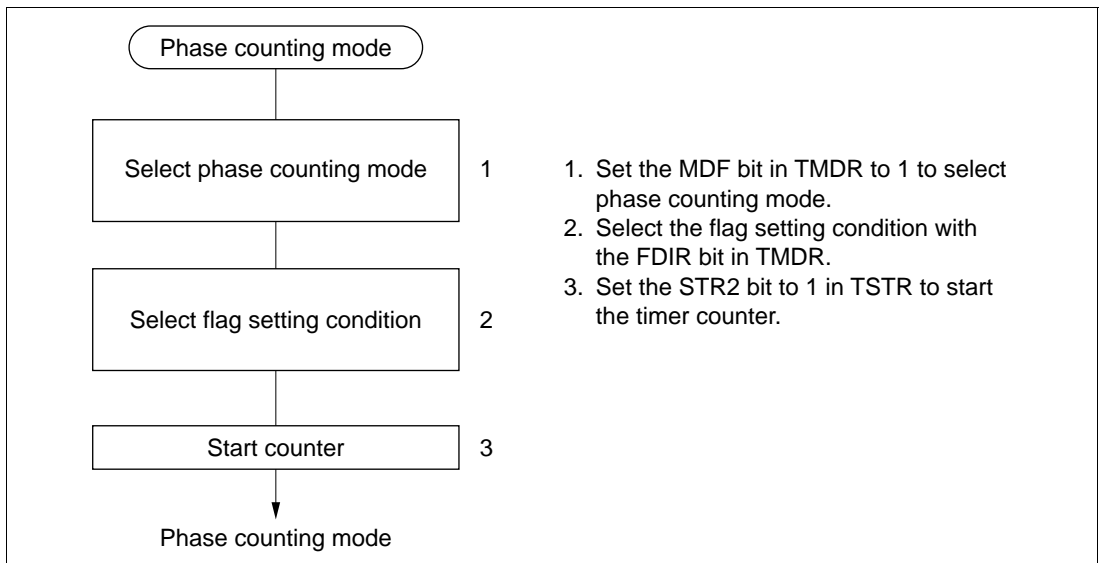 Phase counting mode
Select phase counting mode 1
Select flag setting condition 2
Start counter 3
Phase counting mode
1. Set the MDF bit in TMDR to 1 to select
phase counting mode.
2. Select the flag setting condition with
the FDIR bit in TMDR.
3. Set the STR2 bit to 1 in TSTR to start
the timer counter.